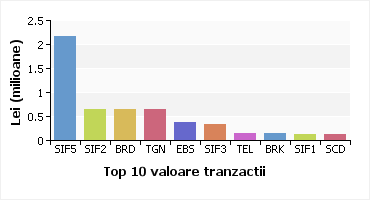 Lei (milioane)
2.5
2
1.5
1
0.5
0
SIF5 SIF2 BRD TGN EBS SIF3 TEL BRK SIF1 SCD
Top 10 valoare tranzactii